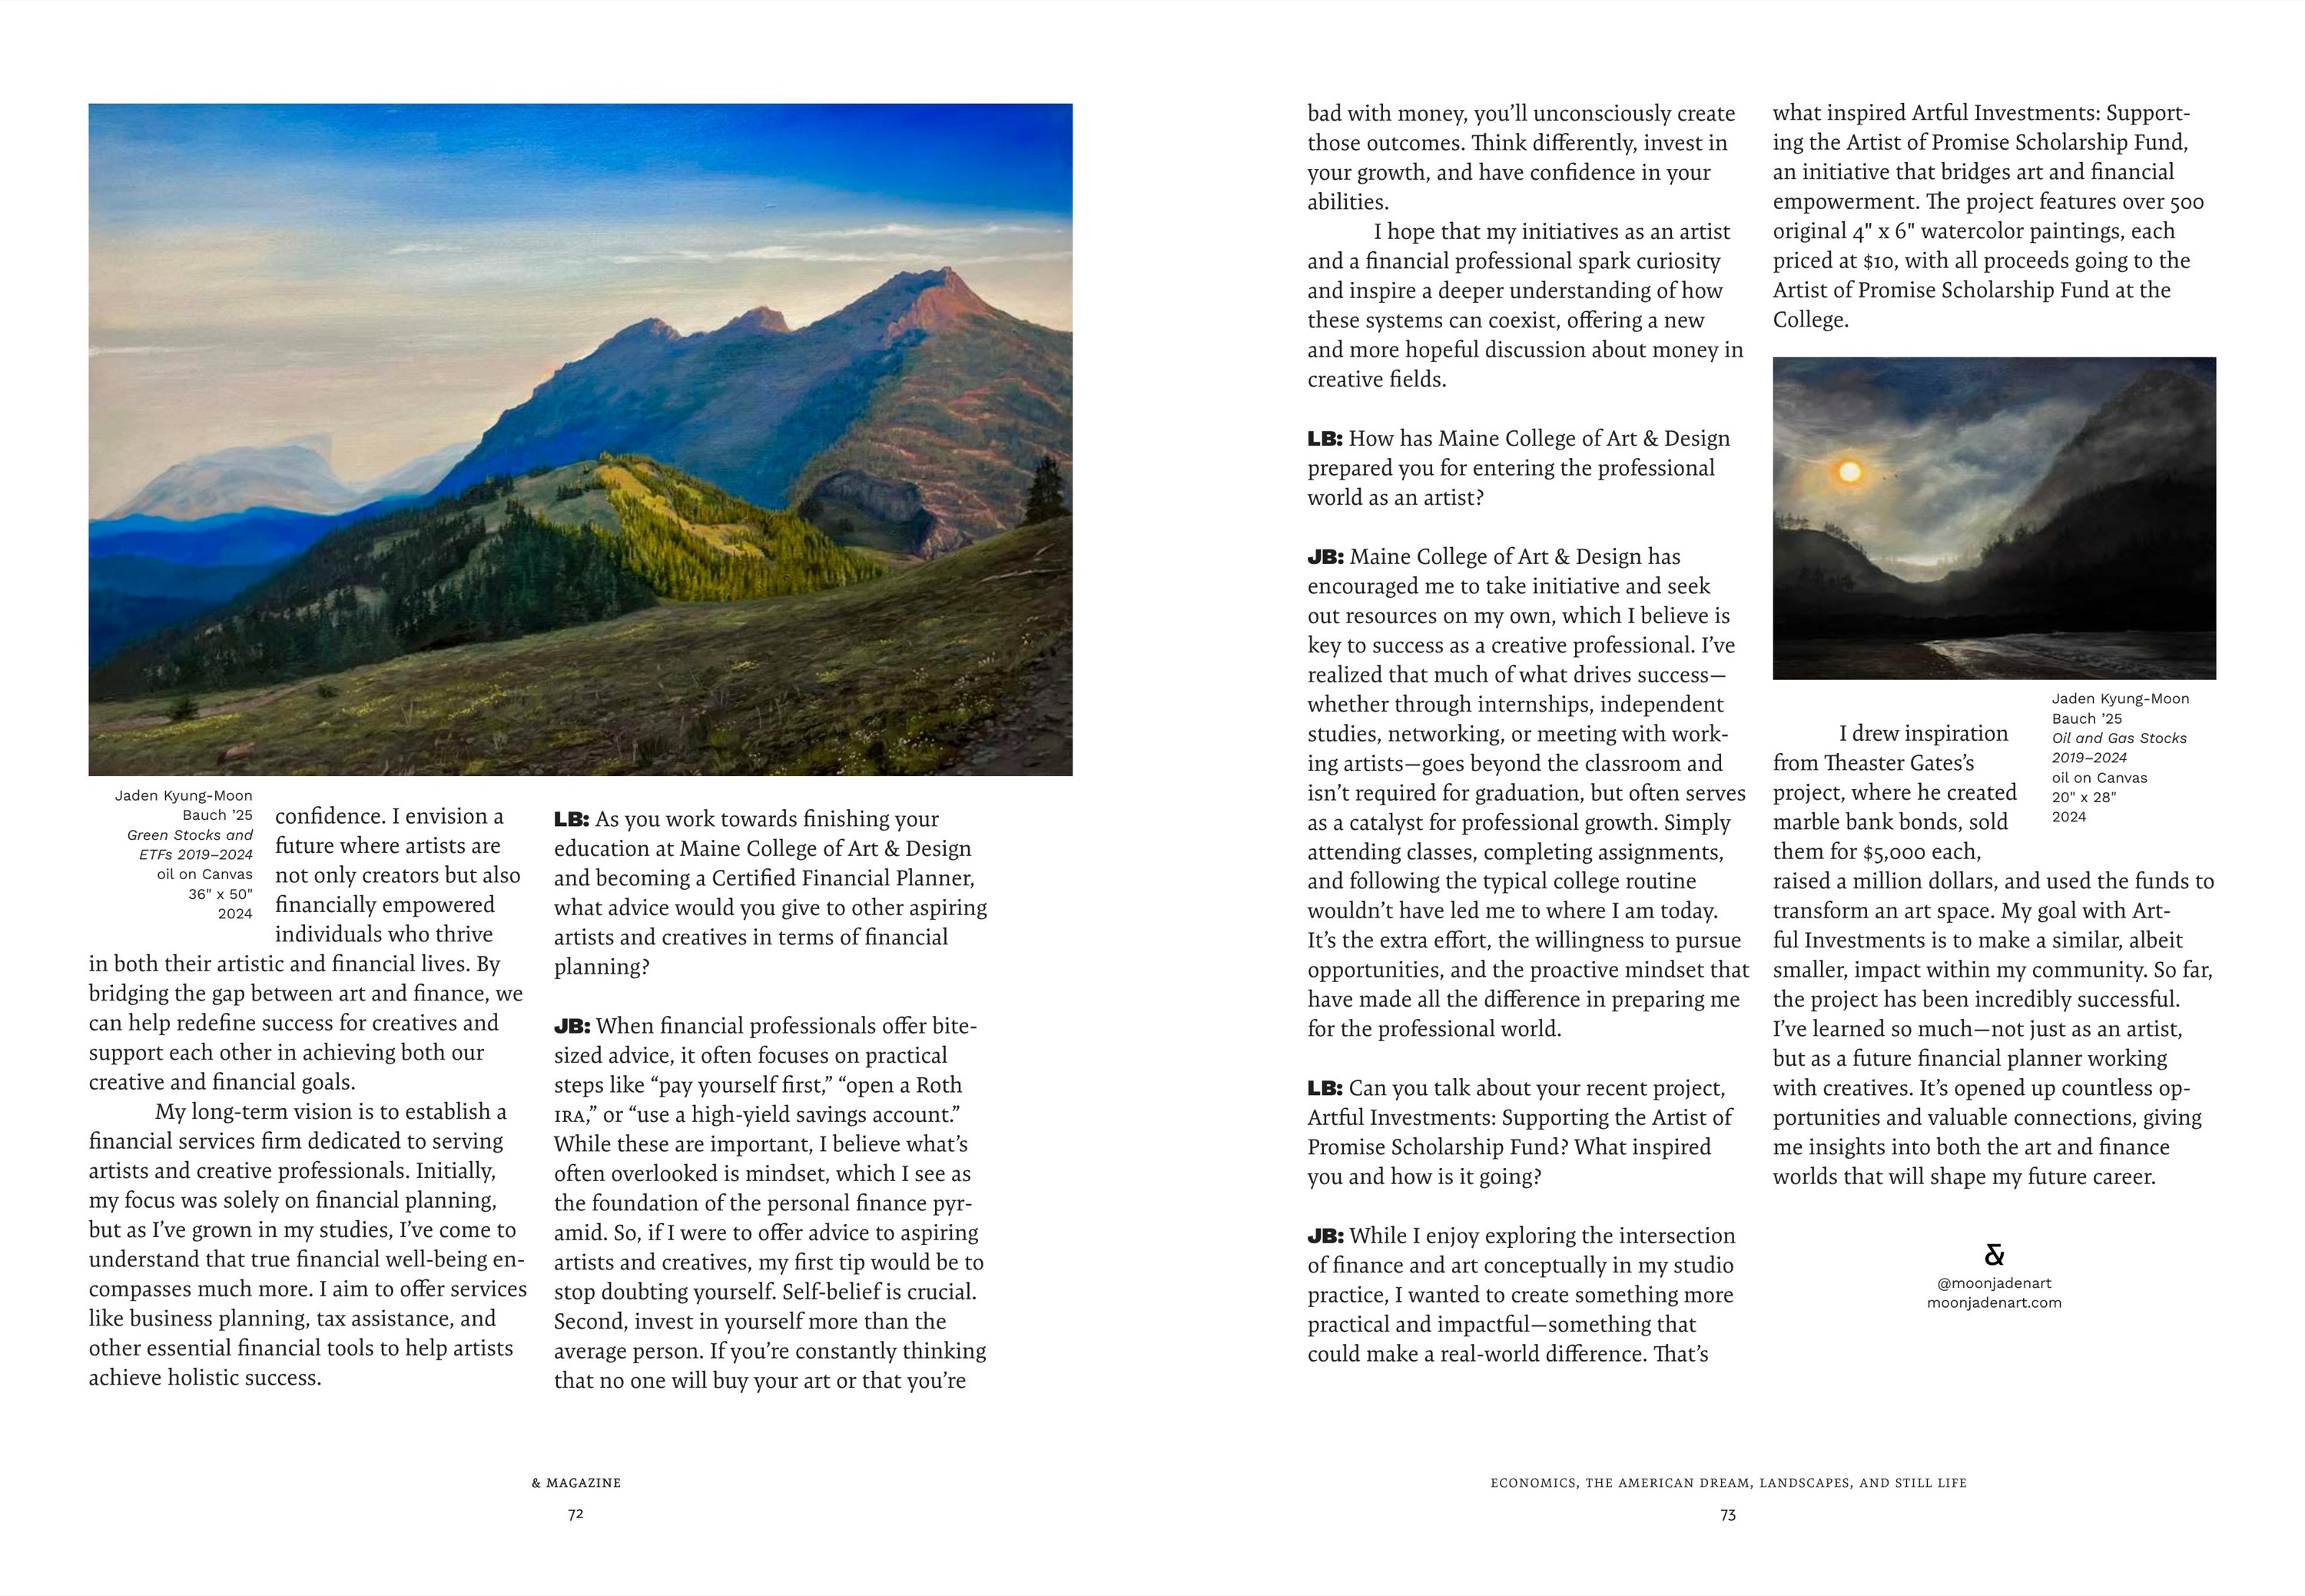 Jaden Kyung-Moon
Bauch ’25
Green Stocks and
ETFs 2019–2024
oil on Canvas
36" x 50"
2024
confidence. I envision a
future where artists are
not only creators but also
financially empowered
individuals who thrive
in both their artistic and financial lives. By
bridging the gap between art and finance, we
can help redefine success for creatives and
support each other in achieving both our
creative and financial goals.
My long-term vision is to establish a
financial services firm dedicated to serving
artists and creative professionals. Initially,
my focus was solely on financial planning,
but as I’ve grown in my studies, I’ve come to
understand that true financial well-being en-
compasses much more. I aim to offer services
like business planning, tax assistance, and
other essential financial tools to help artists
achieve holistic success.
LB: As you work towards finishing your
education at Maine College of Art & Design
and becoming a Certified Financial Planner,
what advice would you give to other aspiring
artists and creatives in terms of financial
planning?
JB: When financial professionals offer bite-
sized advice, it often focuses on practical
steps like “pay yourself first,” “open a Roth
IRA,” or “use a high-yield savings account.”
While these are important, I believe what’s
often overlooked is mindset, which I see as
the foundation of the personal finance pyr-
amid. So, if I were to offer advice to aspiring
artists and creatives, my first tip would be to
stop doubting yourself. Self-belief is crucial.
Second, invest in yourself more than the
average person. If you’re constantly thinking
that no one will buy your art or that you’re
& MAGAZINE
72
bad with money, you’ll unconsciously create
those outcomes. Think differently, invest in
your growth, and have confidence in your
abilities.
I hope that my initiatives as an artist
and a financial professional spark curiosity
and inspire a deeper understanding of how
these systems can coexist, offering a new
and more hopeful discussion about money in
creative fields.
LB: How has Maine College of Art & Design
prepared you for entering the professional
world as an artist?
JB: Maine College of Art & Design has
encouraged me to take initiative and seek
out resources on my own, which I believe is
key to success as a creative professional. I’ve
realized that much of what drives success—
whether through internships, independent
studies, networking, or meeting with work-
ing artists—goes beyond the classroom and
isn’t required for graduation, but often serves
as a catalyst for professional growth. Simply
attending classes, completing assignments,
and following the typical college routine
wouldn’t have led me to where I am today.
It’s the extra effort, the willingness to pursue
opportunities, and the proactive mindset that
have made all the difference in preparing me
for the professional world.
LB: Can you talk about your recent project,
Artful Investments: Supporting the Artist of
Promise Scholarship Fund? What inspired
you and how is it going?
JB: While I enjoy exploring the intersection
of finance and art conceptually in my studio
practice, I wanted to create something more
practical and impactful—something that
could make a real-world difference. That’s
what inspired Artful Investments: Support-
ing the Artist of Promise Scholarship Fund,
an initiative that bridges art and financial
empowerment. The project features over 500
original 4" x 6" watercolor paintings, each
priced at $10, with all proceeds going to the
Artist of Promise Scholarship Fund at the
College.
Jaden Kyung-Moon
Bauch ’25
Oil and Gas Stocks
2019–2024
oil on Canvas
20" x 28"
2024
I drew inspiration
from Theaster Gates’s
project, where he created
marble bank bonds, sold
them for $5,000 each,
raised a million dollars, and used the funds to
transform an art space. My goal with Art-
ful Investments is to make a similar, albeit
smaller, impact within my community. So far,
the project has been incredibly successful.
I’ve learned so much—not just as an artist,
but as a future financial planner working
with creatives. It’s opened up countless op-
portunities and valuable connections, giving
me insights into both the art and finance
worlds that will shape my future career.
&
@moonjadenart
moonjadenart.com
ECONOMICS, THE AMERICAN DREAM, LANDSCAPES, AND STILL LIFE
73